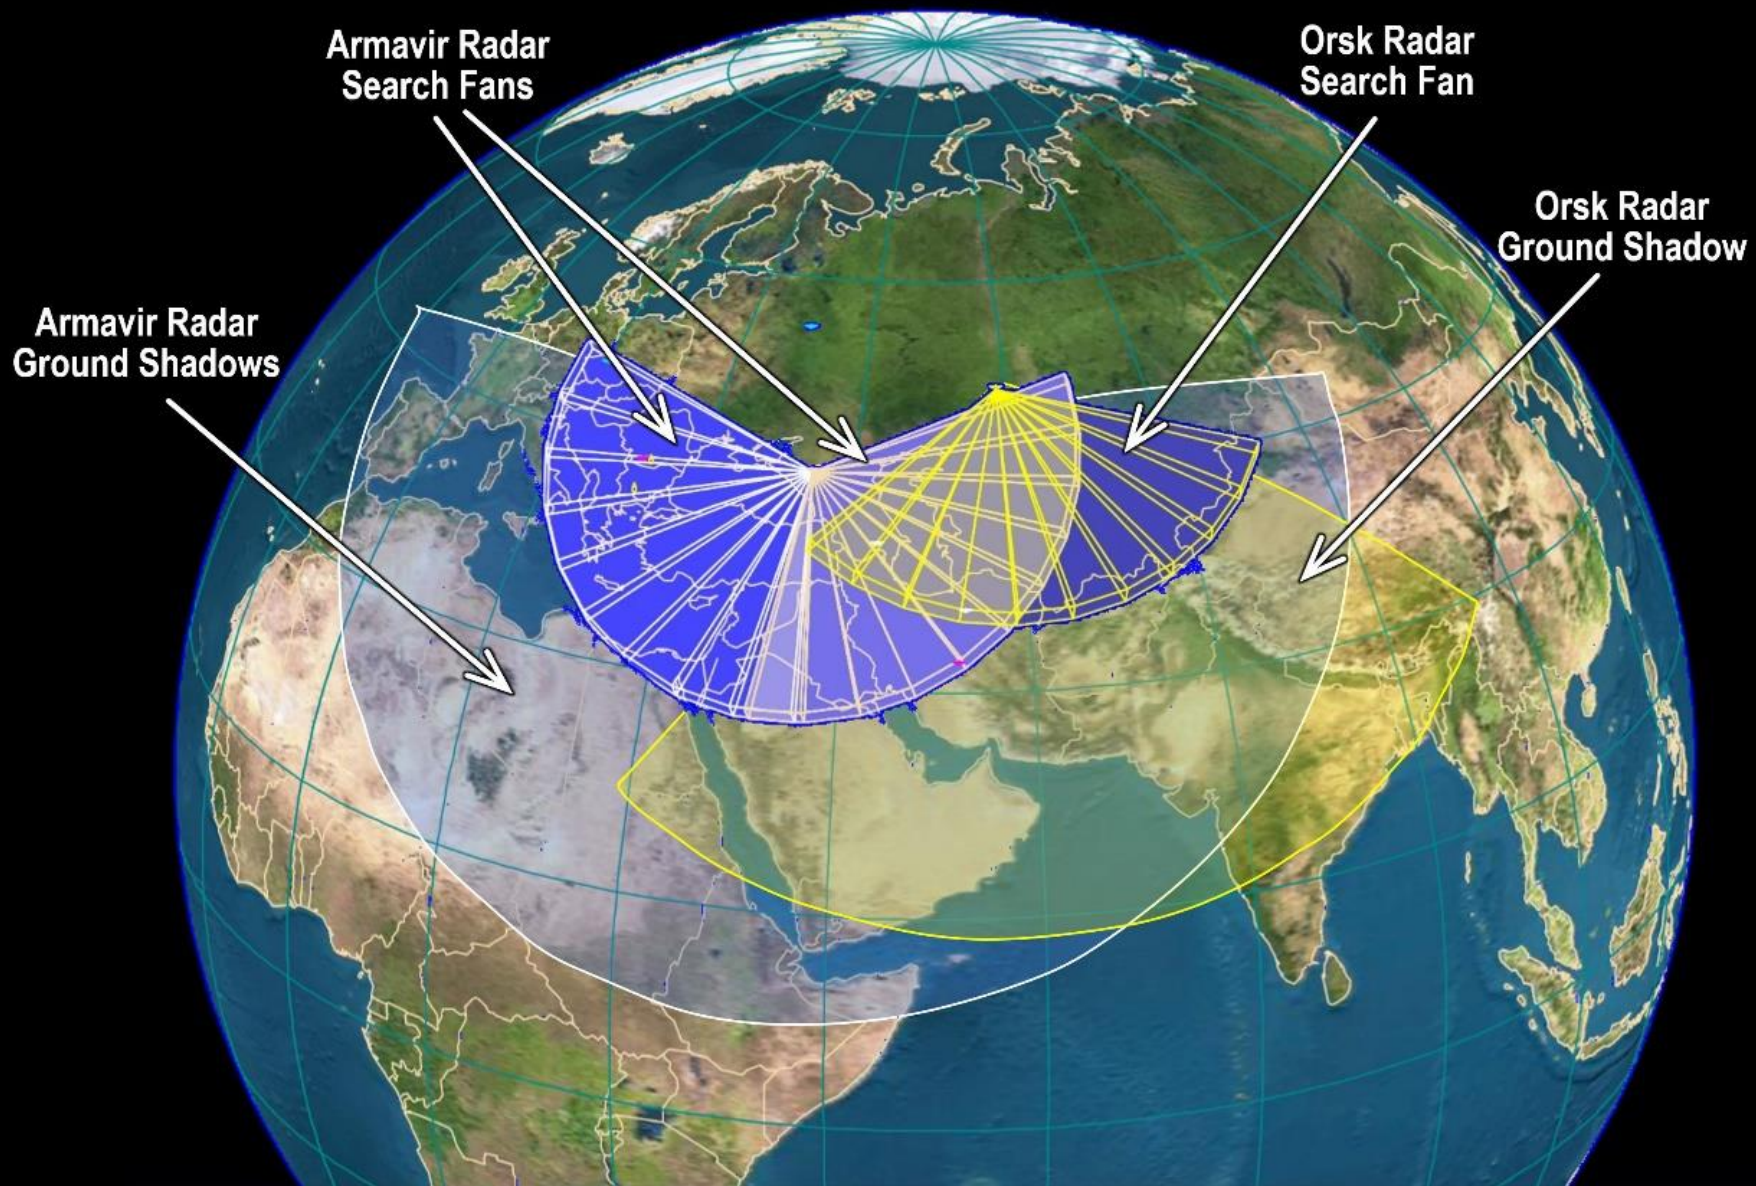 Armavir Radar
Search Fans
Orsk Radar
Search Fan
Orsk Radar
Ground Shadow
Armavir Radar
Ground Shadows